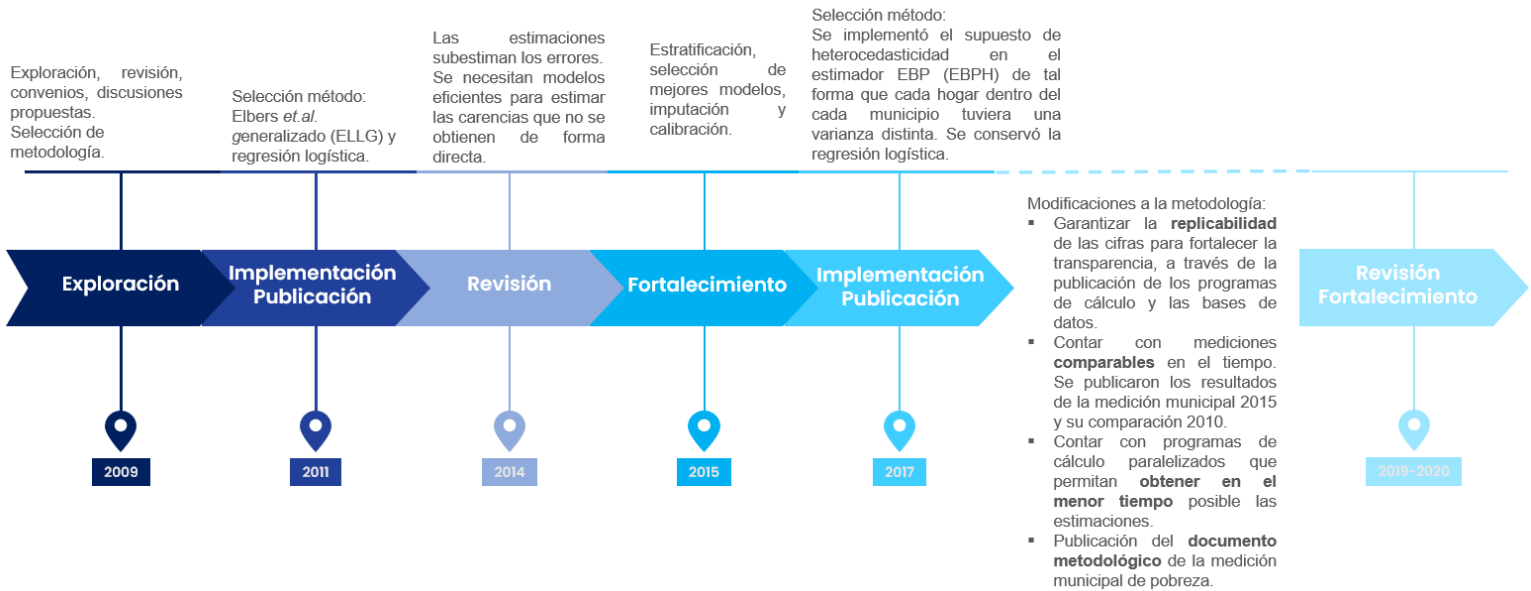 Exploración, revisión,
convenios, discusiones
propuestas.
Selección de
metodología.
Selección método:
Elbers et.al.
generalizado (ELLG) y
regresión logística.
Las estimaciones
subestiman los errores.
Se necesitan modelos
eficientes para estimar
las carencias que no se
obtienen de forma
directa.
Estratificación,
selección de
mejores modelos,
imputación y
calibración.
Selección método:
Se implementó el supuesto de
heterocedasticidad en el
estimador EBP (EBPH) de tal
forma que cada hogar dentro del
cada municipio tuviera una
varianza distinta. Se conservó la
regresión logística.
Exploración
Implementación
Publicación
Revisión
Fortalecimiento
Implementación
Publicación
Modificaciones a la metodología:
▪ Garantizar la replicabilidad
de las cifras para fortalecer la
transparencia, a través de la
publicación de los programas
de cálculo y las bases de
datos.
▪ Contar con mediciones
comparables en el tiempo.
Se publicaron los resultados
de la medición municipal 2015
y su comparación 2010.
▪ Contar con programas de
cálculo paralelizados que
permitan obtener en el
menor tiempo posible las
estimaciones.
▪ Publicación del documento
metodológico de la medición
municipal de pobreza.
Revisión
Fortalecimiento
2009
2011
2014
2015
2017
2019-2020